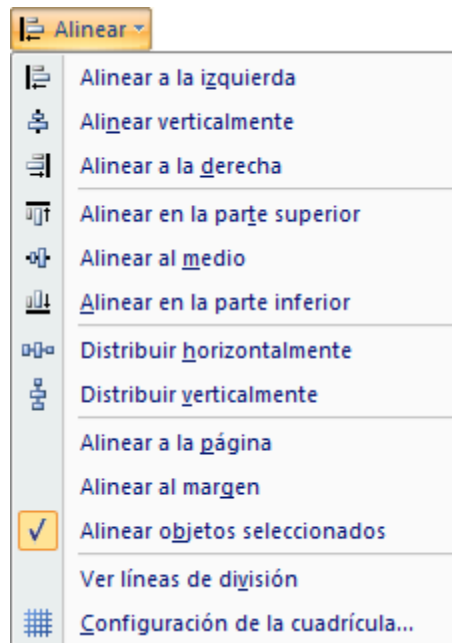 Alinear
Alinear a la izquierda
Alinear verticalmente
Alinear a la derecha
Alinear en la parte superior
Alinear al medio
Alinear en la parte inferior
Distribuir horizontalmente
Distribuir verticalmente
Alinear a la página
Alinear al margen
Alinear objetos seleccionados
Ver líneas de división
Configuración de la cuadrícula...